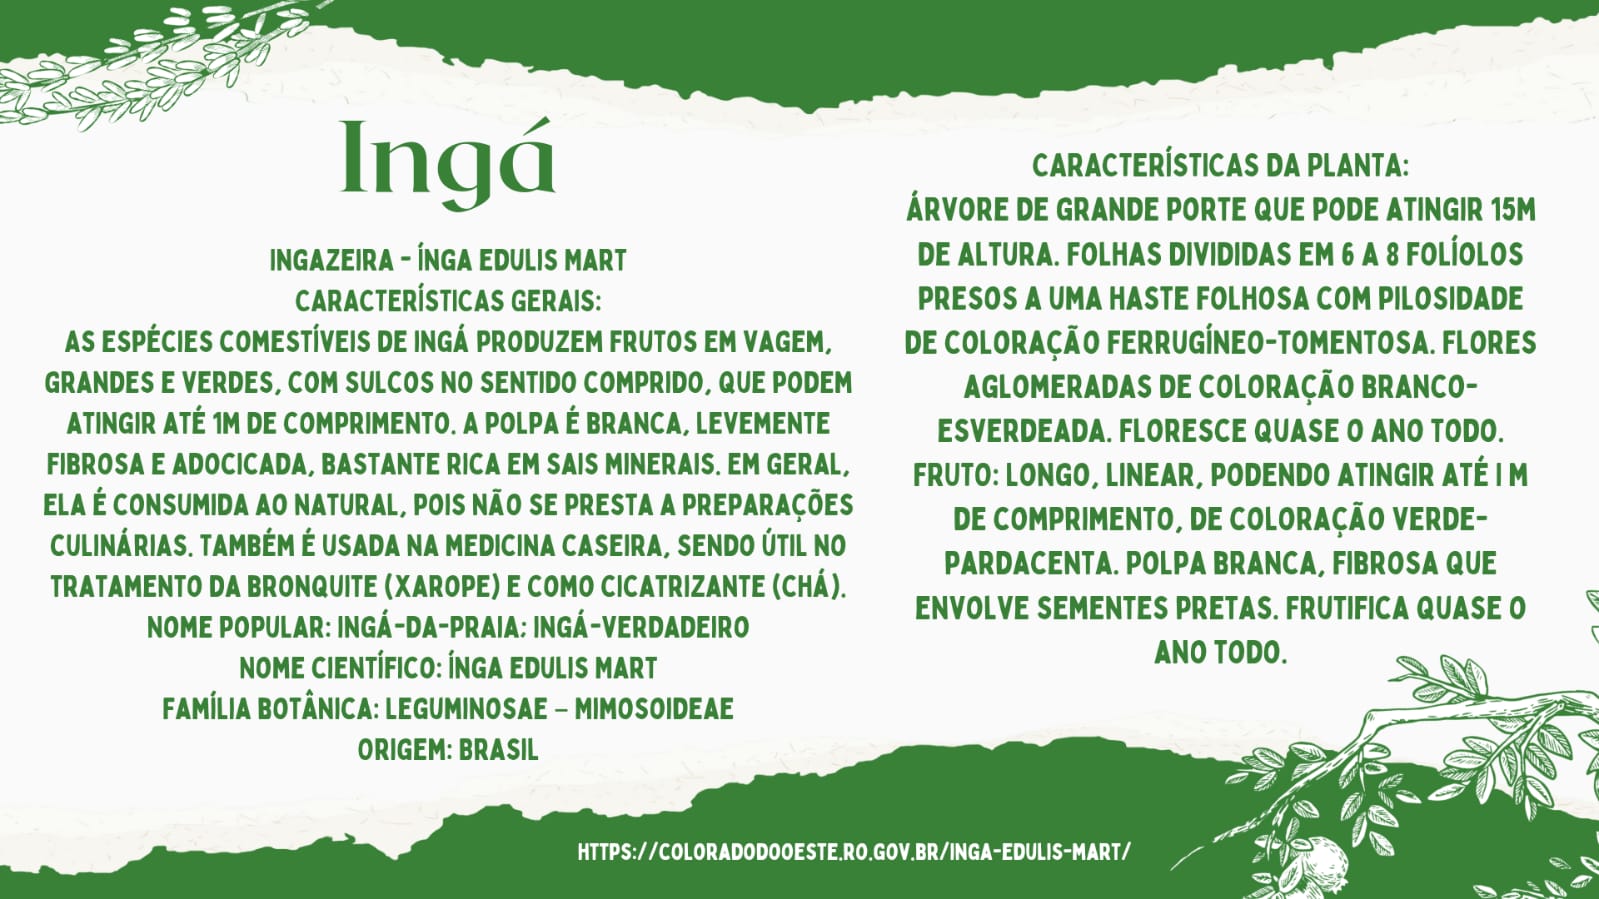 Ingá
INGAZEIRA - ÍNGA EDULIS MART
CARACTERÍSTICAS GERAIS:
AS ESPÉCIES COMESTÍVEIS DE INGÁ PRODUZEM FRUTOS EM VAGEM,
GRANDES E VERDES, COM SULCOS NO SENTIDO COMPRIDO, QUE PODEM
ATINGIR ATÉ 1M DE COMPRIMENTO. A POLPA É BRANCA, LEVEMENTE
FIBROSA E ADOCICADA, BASTANTE RICA EM SAIS MINERAIS. EM GERAL,
ELA É CONSUMIDA AO NATURAL, POIS NÃO SE PRESTA A PREPARAÇÕES
CULINÁRIAS. TAMBÉM É USADA NA MEDICINA CASEIRA, SENDO ÚTIL NO
TRATAMENTO DA BRONQUITE (XAROPE) E COMO CICATRIZANTE (CHÁ).
NOME POPULAR: INGÁ-DA-PRAIA; INGÁ-VERDADEIRO
NOME CIENTÍFICO: ÍNGA EDULIS MART
FAMÍLIA BOTÂNICA: LEGUMINOSAE – MIMOSOIDEAE
ORIGEM: BRASIL
CARACTERÍSTICAS DA PLANTA:
ÁRVORE DE GRANDE PORTE QUE PODE ATINGIR 15M
DE ALTURA. FOLHAS DIVIDIDAS EM 6 A 8 FOLÍOLOS
PRESOS A UMA HASTE FOLHOSA COM PILOSIDADE
DE COLORAÇÃO FERRUGÍNEO-TOMENTOSA. FLORES
AGLOMERADAS DE COLORAÇÃO BRANCO-
ESVERDEADA. FLORESCE QUASE O ANO TODO.
FRUTO: LONGO, LINEAR, PODENDO ATINGIR ATÉ I M
DE COMPRIMENTO, DE COLORAÇÃO VERDE-
PARDACENTA. POLPA BRANCA, FIBROSA QUE
ENVOLVE SEMENTES PRETAS. FRUTIFICA QUASE O
ANO TODO.
HTTPS://COLORADODOOESTE.RO.GOV.BR/INGA-EDULIS-MART/